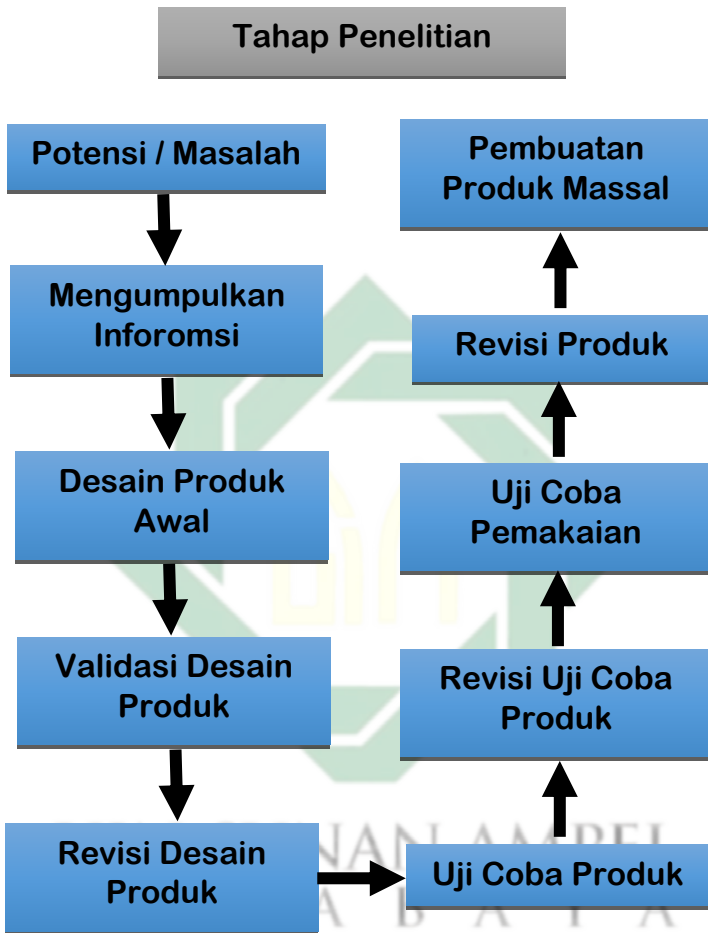 Tahap Penelitian
Potensi / Masalah
Mengumpulkan
Inforomsi
Desain Produk
Awal
Validasi Desain
Produk
Revisi Desain
Produk
Uji Coba Produk
Revisi Uji Coba
Produk
Uji Coba
Pemakaian
Revisi Produk
Pembuatan
Produk Massal